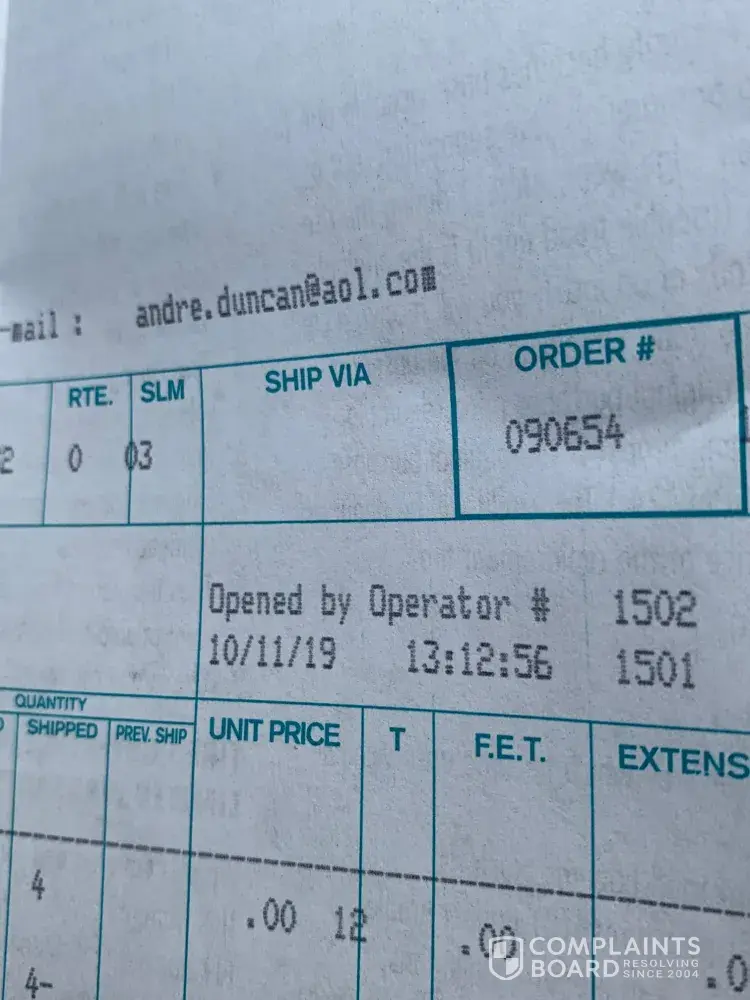 -mail : andre.duncan@aol.com
RTE. SLM SHIP VIA ORDER #
2 0 03 090654
Opened by Operator # 1502
10/11/19 13:12:56 1501
QUANTITY
SHIPPED PREV. SHIP UNIT PRICE T F.E.T. EXTENS
4 .00 12 .00 .0
4-
COMPLAINTS
BOARD RESOLVING
SINCE 2004